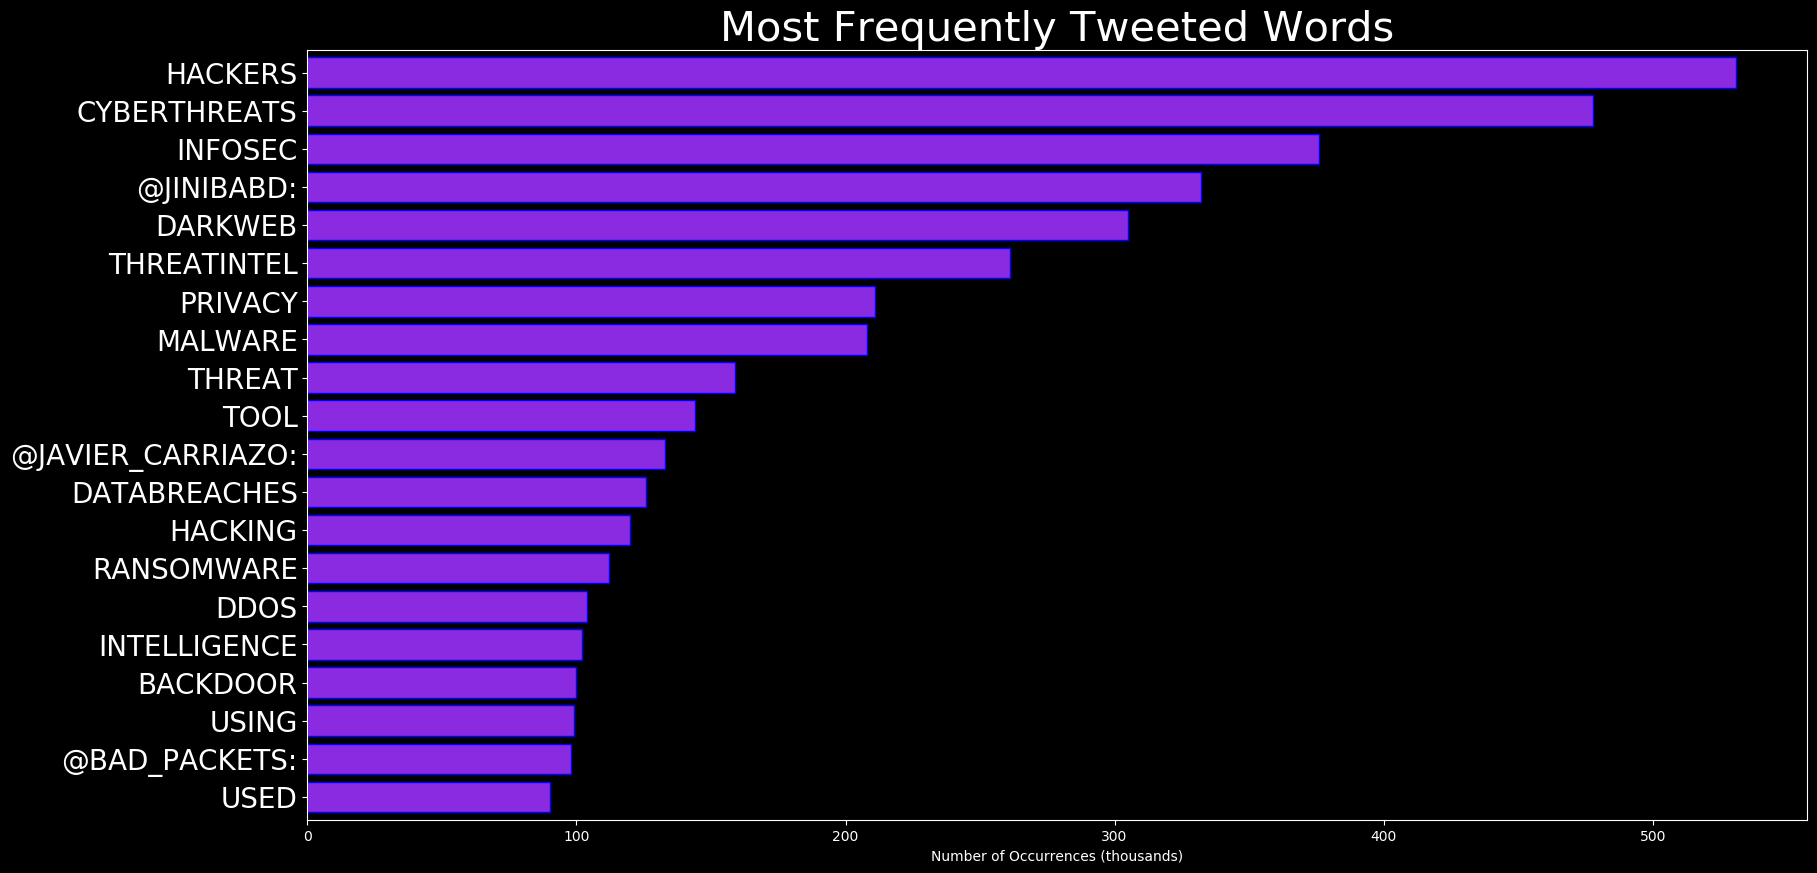 Most Frequently Tweeted Words
HACKERS
CYBERTHREATS
INFOSEC
@JINIBABD:
DARKWEB
THREATINTEL
PRIVACY
MALWARE
THREAT
TOOL
@JAVIER_CARRIAZO:
DATABREACHES
HACKING
RANSOMWARE
DDOS
INTELLIGENCE
BACKDOOR
USING
@BAD_PACKETS:
USED
0 100 200 300 400 500
Number of Occurrences (thousands)